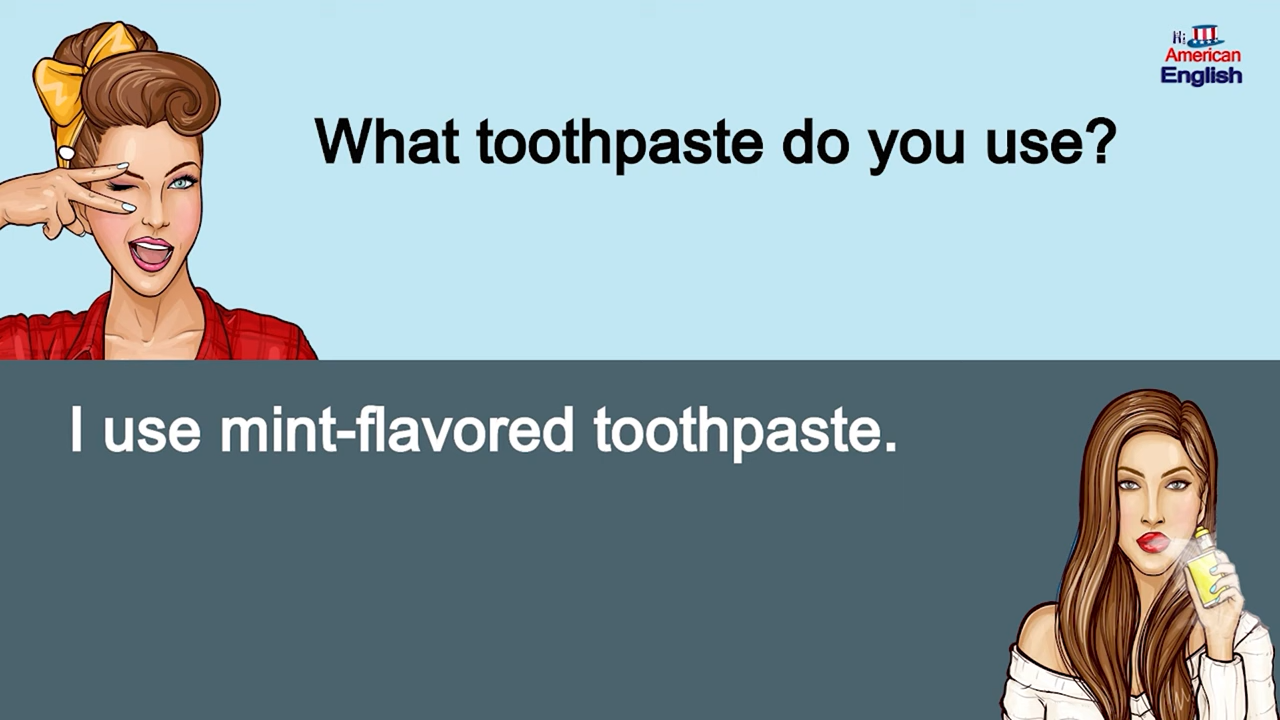 Hi
American
English
What toothpaste do you use?
I use mint-flavored toothpaste.